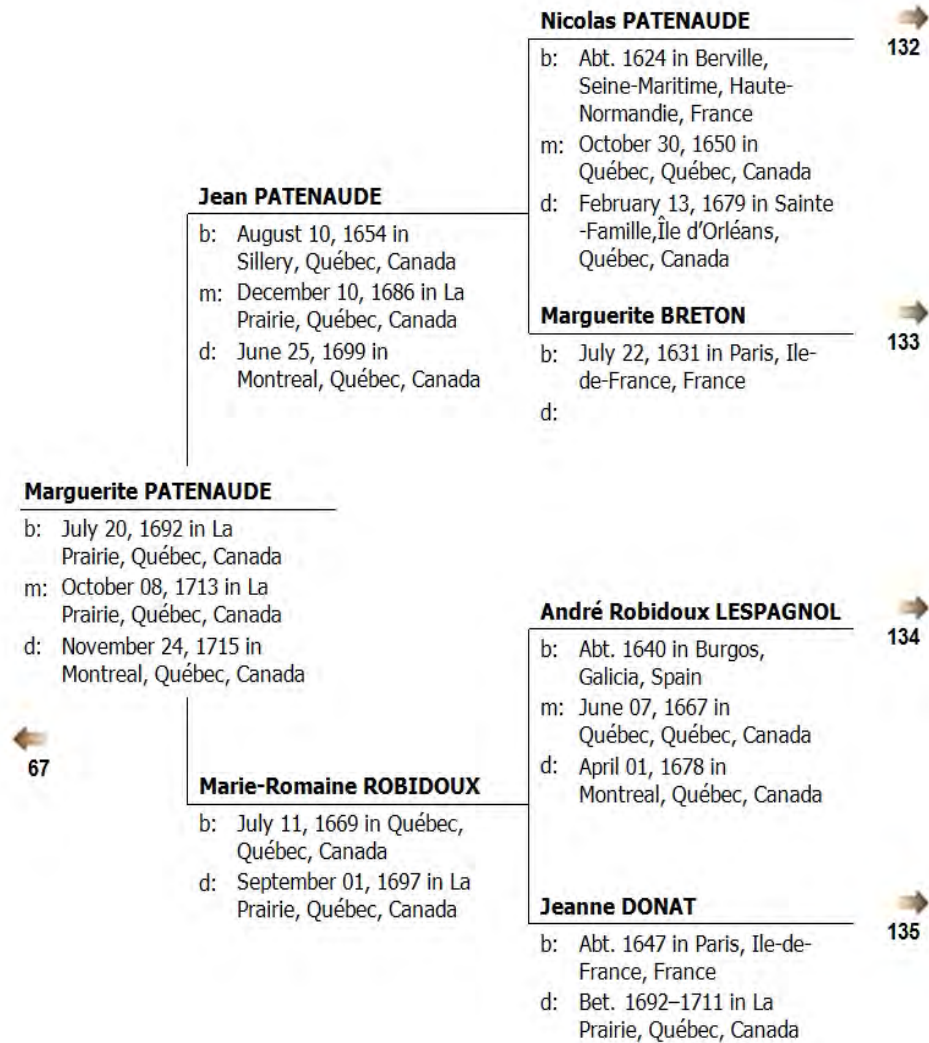 Nicolas PATENAUDE
132
b: Abt. 1624 in Berville,
Seine-Maritime, Haute-
Normandie, France
m: October 30, 1650 in
Québec, Québec, Canada
d: February 13, 1679 in Sainte
-Famille,Île d’Orléans,
Québec, Canada
Jean PATENAUDE
b: August 10, 1654 in
Sillery, Québec, Canada
m: December 10, 1686 in La
Prairie, Québec, Canada
d: June 25, 1699 in
Montreal, Québec, Canada
Marguerite BRETON
133
b: July 22, 1631 in Paris, Ile-
de-France, France
d:
Marguerite PATENAUDE
b: July 20, 1692 in La
Prairie, Québec, Canada
m: October 08, 1713 in La
Prairie, Québec, Canada
d: November 24, 1715 in
Montreal, Québec, Canada
67
André Robidoux LESPAGNOL
134
b: Abt. 1640 in Burgos,
Galicia, Spain
m: June 07, 1667 in
Québec, Québec, Canada
d: April 01, 1678 in
Montreal, Québec, Canada
Marie-Romaine ROBIDOUX
b: July 11, 1669 in Québec,
Québec, Canada
d: September 01, 1697 in La
Prairie, Québec, Canada
Jeanne DONAT
135
b: Abt. 1647 in Paris, Ile-de-
France, France
d: Bet. 1692–1711 in La
Prairie, Québec, Canada